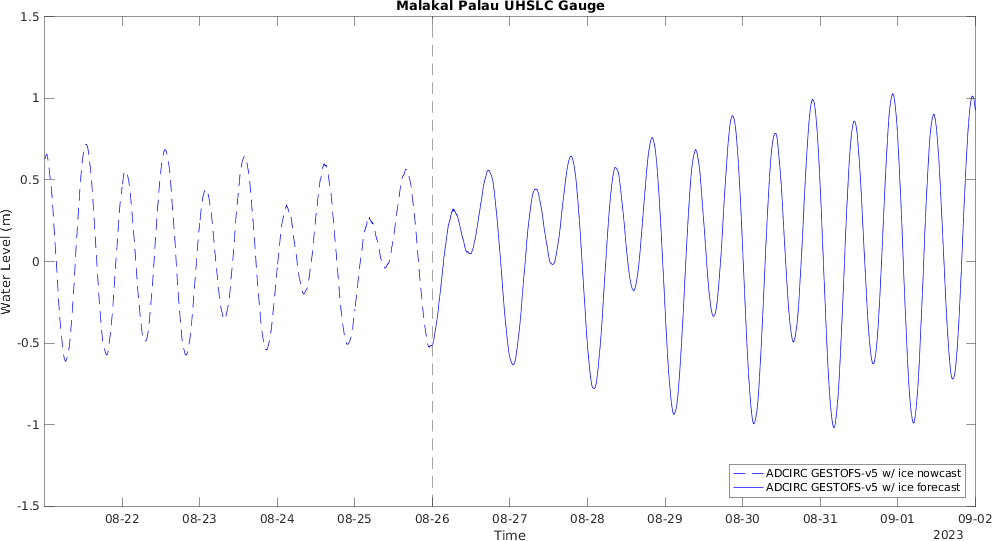 Malakal Palau UHSLC Gauge
1.5
1
0.5
0
-0.5
-1
-1.5
Water Level (m)
ADCIRC GESTOFS-v5 w/ ice nowcast
ADCIRC GESTOFS-v5 w/ ice forecast
08-22 08-23 08-24 08-25 08-26 08-27 08-28 08-29 08-30 08-31 09-01 09-02
Time
2023